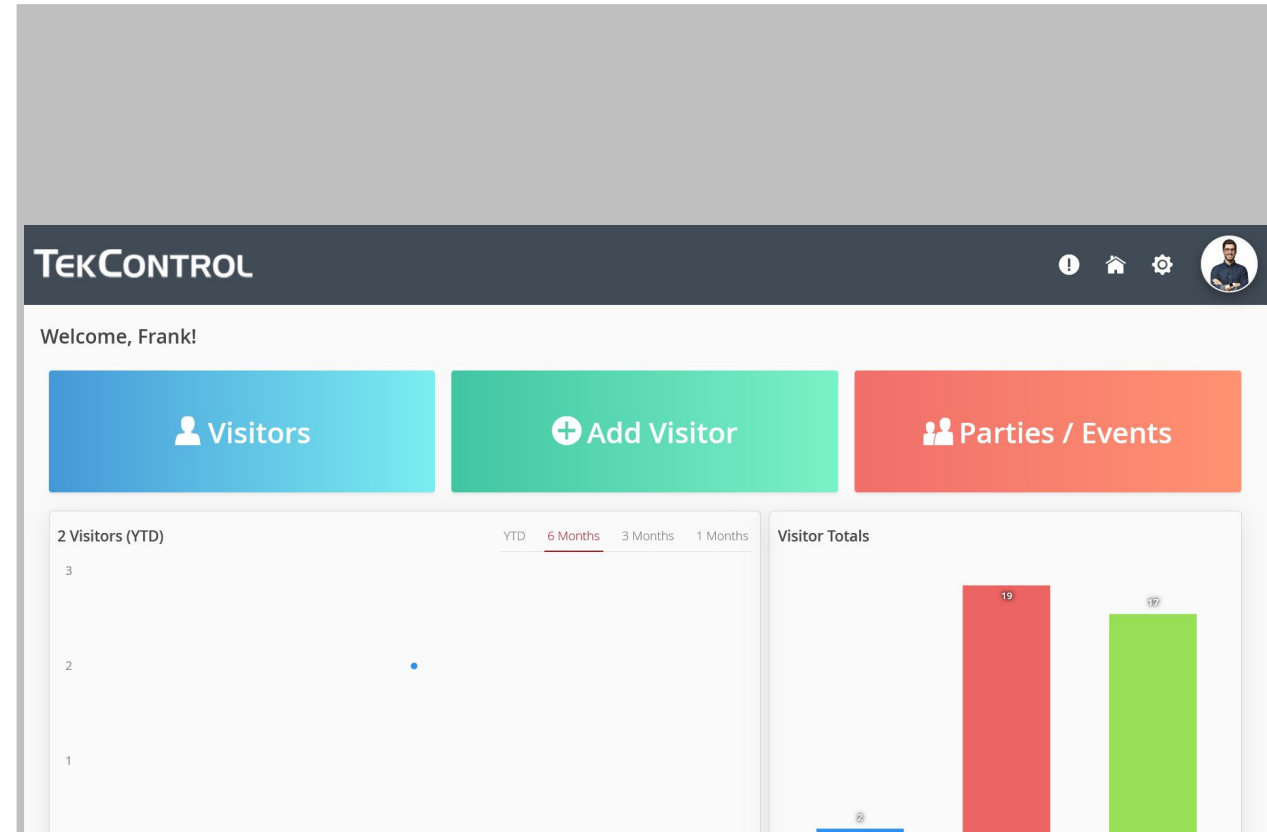 TEKCONTROL
Welcome, Frank!
Visitors
Add Visitor
Parties / Events
2 Visitors (YTD)
YTD 6 Months 3 Months 1 Months
Visitor Totals
3
2
1
19
17
2